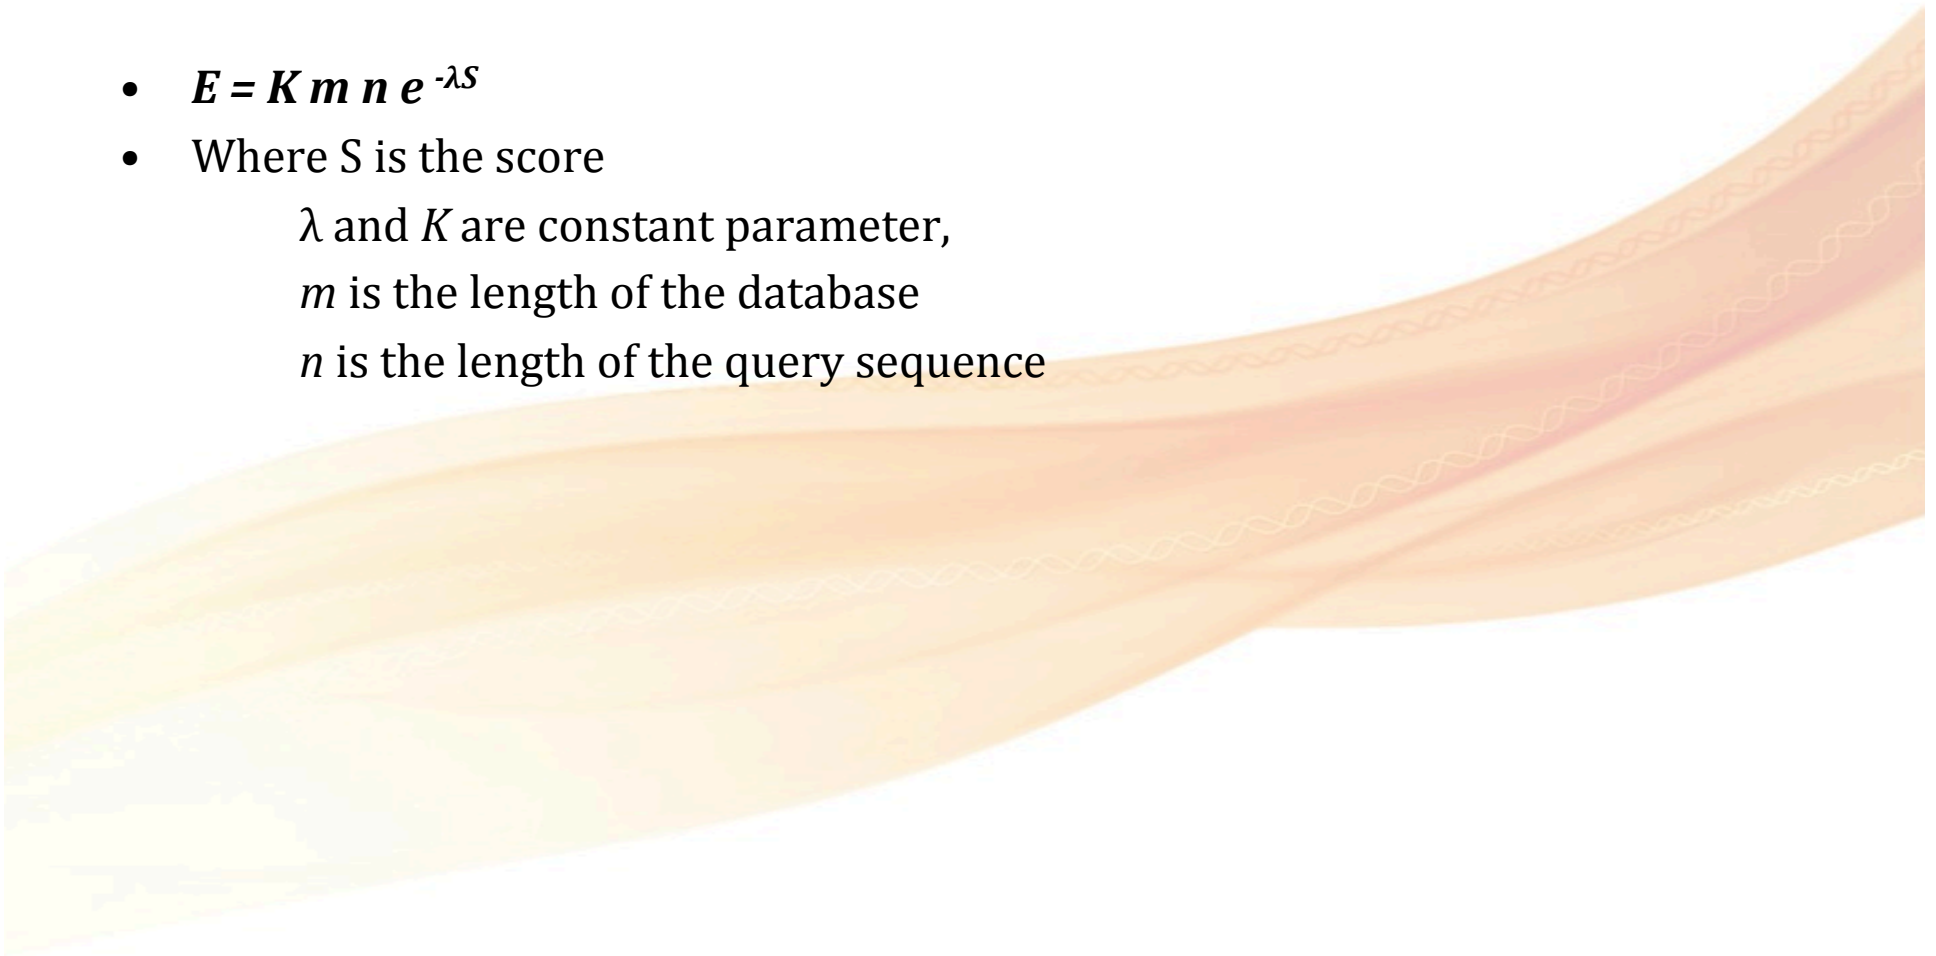 • E = K m n e -λS
• Where S is the score
λ and K are constant parameter,
m is the length of the database
n is the length of the query sequence